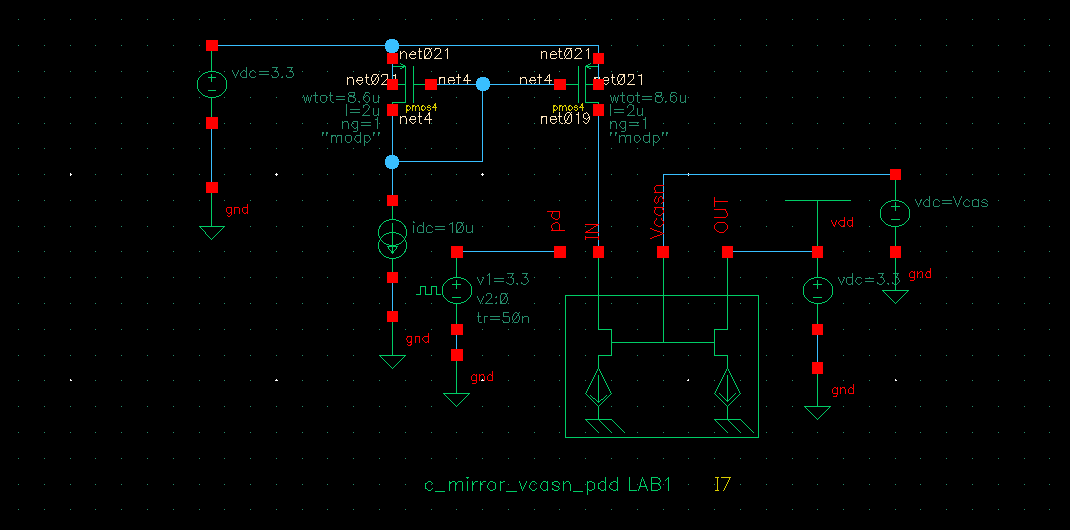 net021
net021
vdc=3.3
net021
net4
net4
net021
wtot=8.6u
pmos4
pmos4
wtot=8.6u
l=2u
net4
net019
l=2u
ng=1
ng=1
"modp"
"modp"
gnd
pd
IN
Vcasn
OUT
vdd
vdc=Vcas
idc=10u
gnd
v1=3.3
vdc=3.3
v2:0
tr=50n
gnd
gnd
gnd
c_mirror_vcasn_pdd LAB1 I7